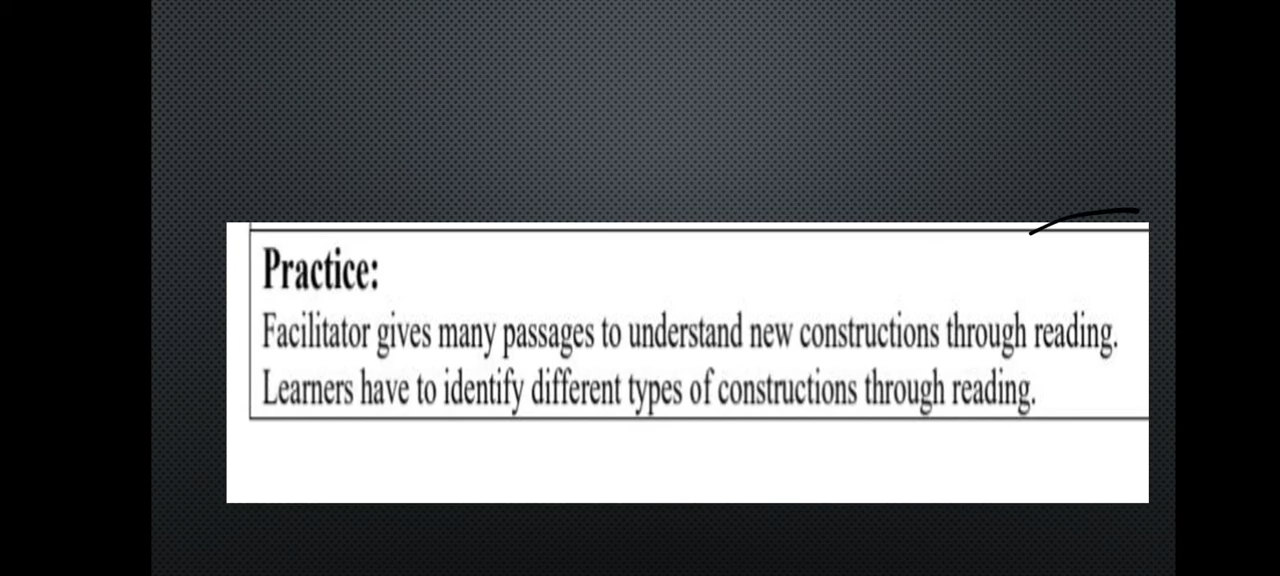 Practice:
Facilitator gives many passages to understand new constructions through reading.
Learners have to identify different types of constructions through reading.